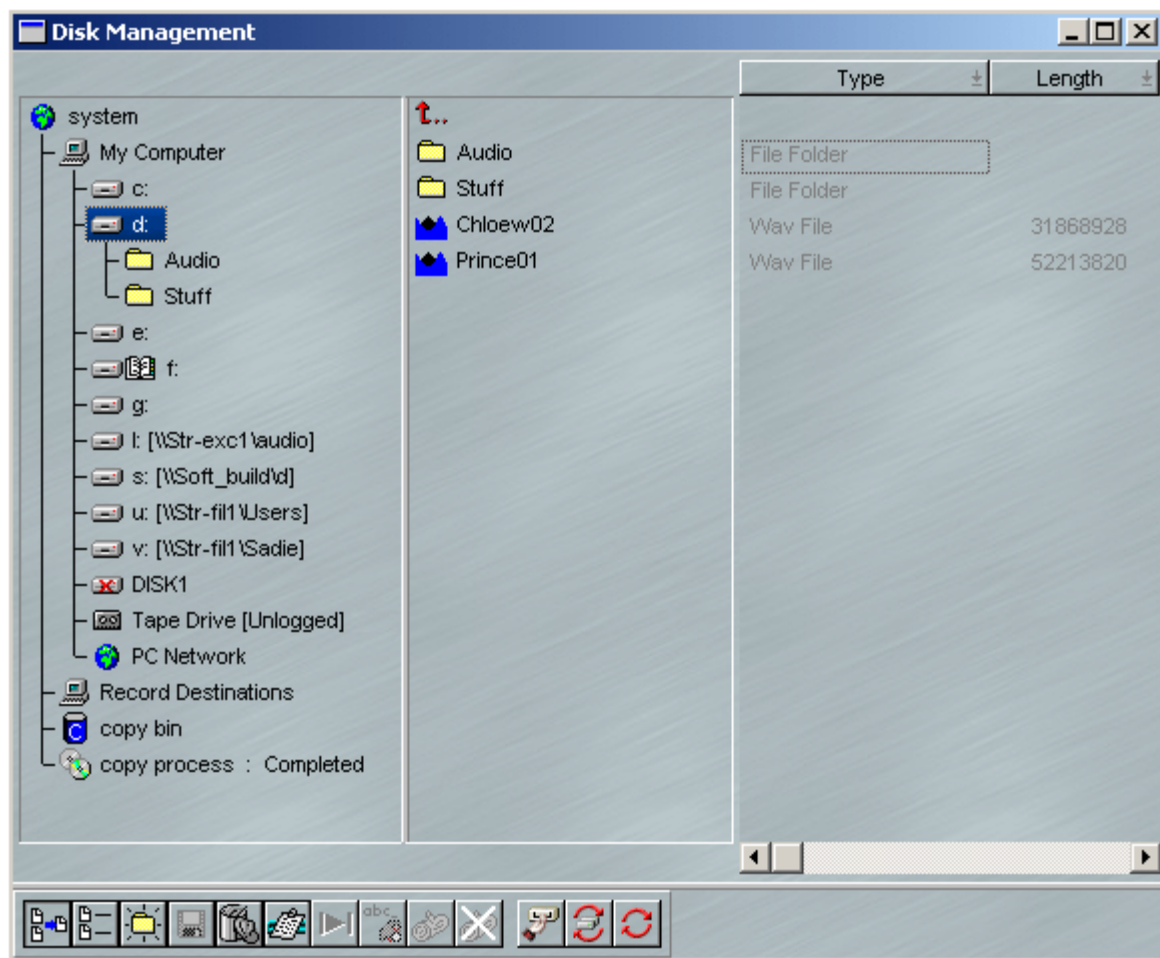 Disk Management
Type Length
system
My Computer
c:
d:
Audio
Stuff
e:
f:
g:
l: [\\Str-exc1\audio]
s: [\\Soft_build\d]
u: [\\Str-fil1\Users]
v: [\\Str-fil1\Sadie]
DISK1
Tape Drive [Unlogged]
PC Network
Record Destinations
copy bin
copy process : Completed
..
Audio File Folder
Stuff File Folder
Chloew02 Wav File 31868928
Prince01 Wav File 52213820
abc